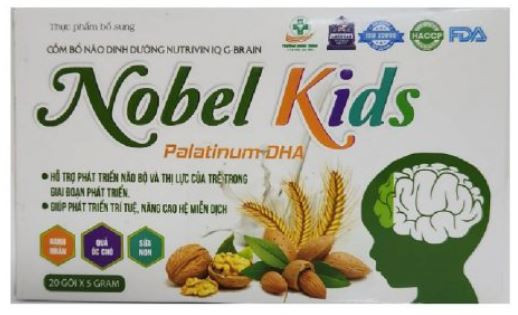 Thực phẩm bổ sung
CỐM BỔ NÃO DINH DƯỠNG NUTRIVIN IQ G-BRAIN
HACCP
FDA
Nobel Kids
Palatinum DHA
• HỖ TRỢ PHÁT TRIỂN NÃO BỘ VÀ THỊ LỰC CỦA TRẺ TRONG
GIAI ĐOẠN PHÁT TRIỂN.
• GIÚP PHÁT TRIỂN TRÍ TUỆ, NÂNG CAO HỆ MIỄN DỊCH
HẠNH
NHÂN
QUẢ
ÓC CHÓ
SỮA
NON
20 GÓI X 5 GRAM